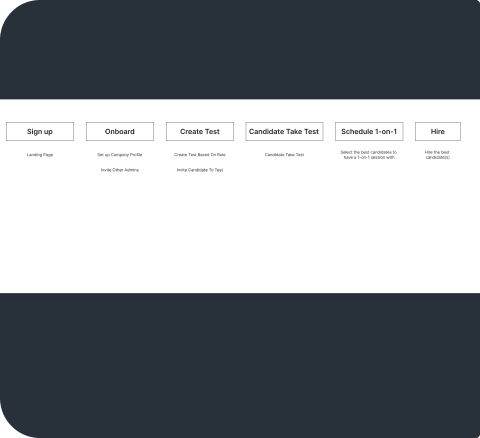 Sign up
Onboard
Create Test
Candidate Take Test
Schedule 1-on-1
Hire
Landing Page
Set up Company Profile
Invite Other Admins
Create Test Based On Role
Invite Candidate To Test
Candidate Take Test
Select the best candidates to
have a 1-on-1 session with
Hire the best
candidate(s)